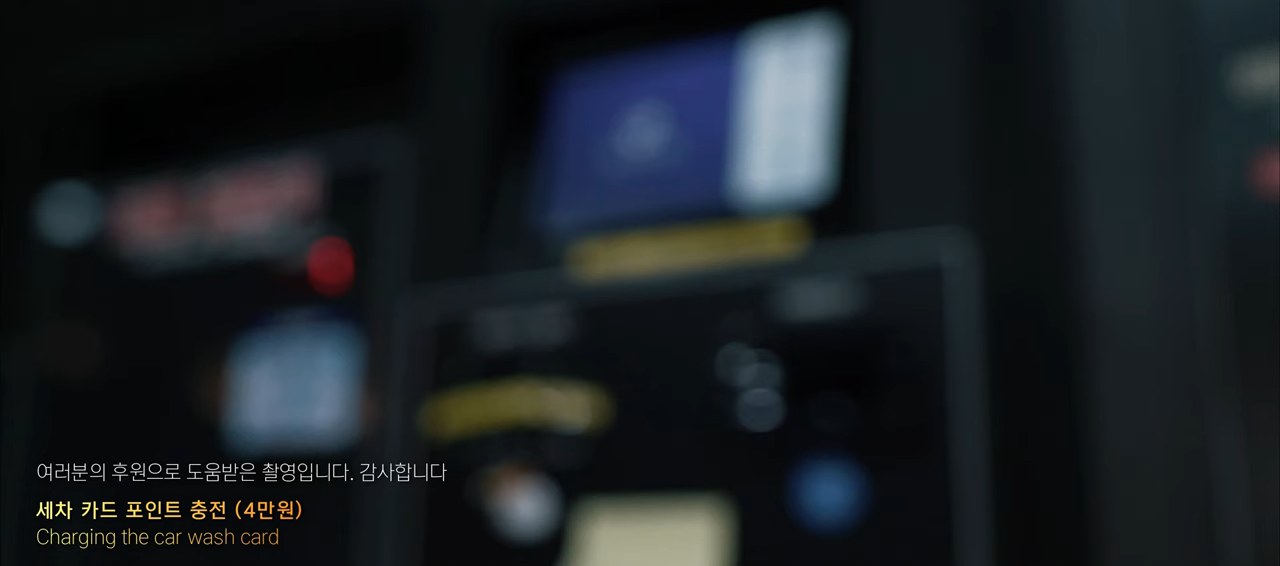 여러분의 후원으로 도움받은 촬영입니다. 감사합니다
세차 카드 포인트 충전 (4만원)
Charging the car wash card